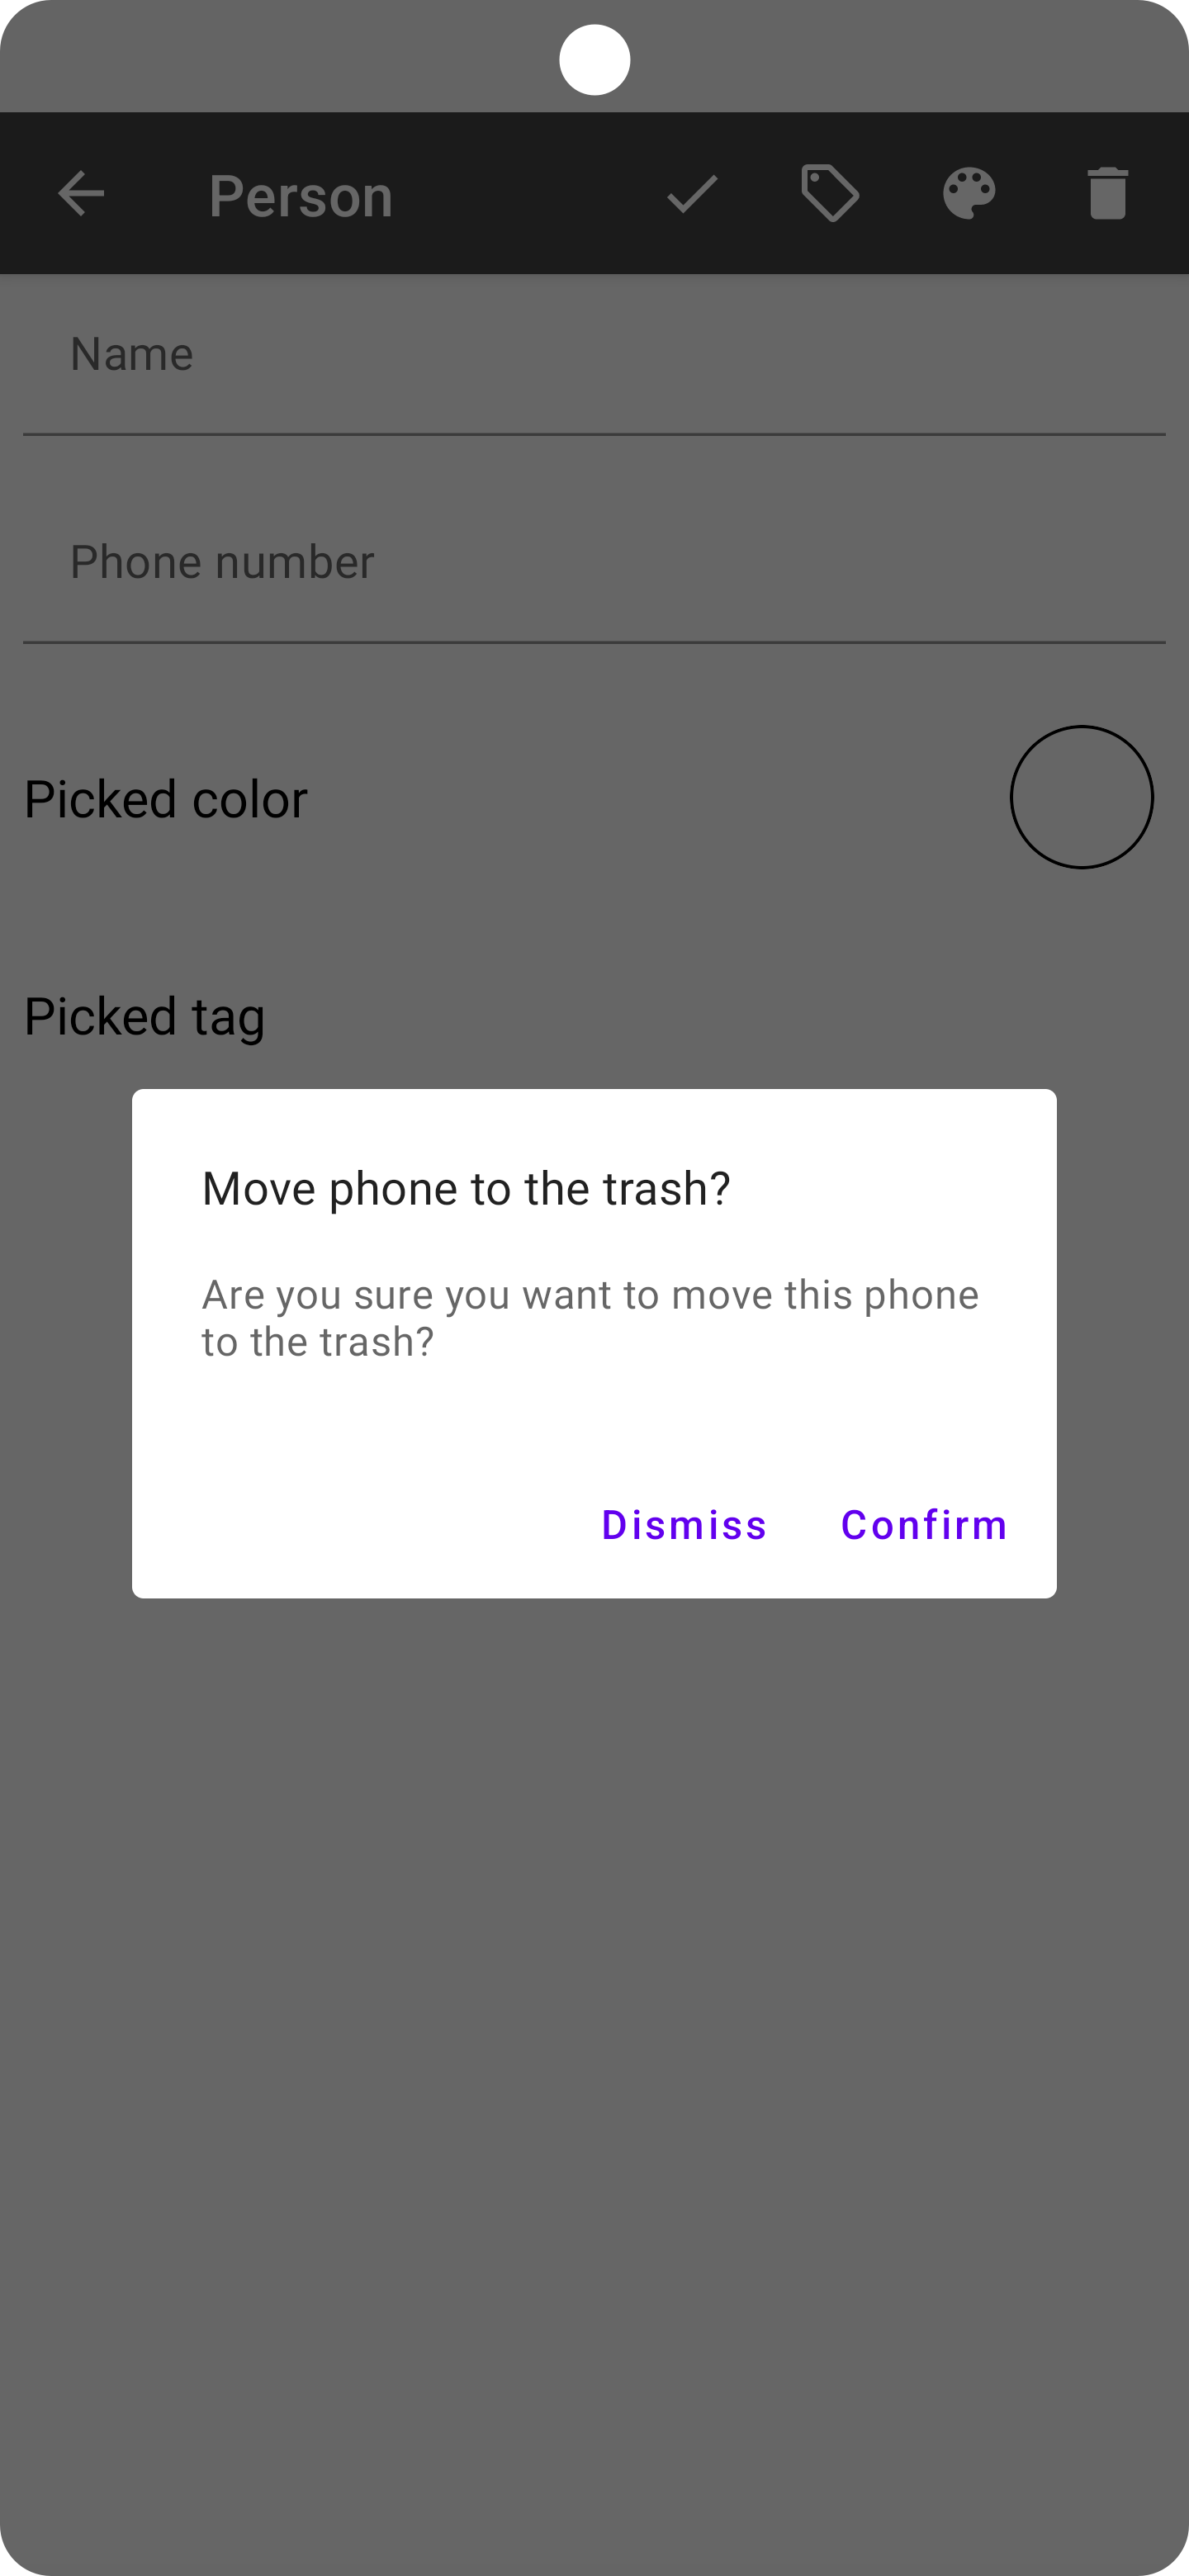 Person
Name
Phone number
Picked color
Picked tag
Move phone to the trash?
Are you sure you want to move this phone
to the trash?
Dismiss Confirm